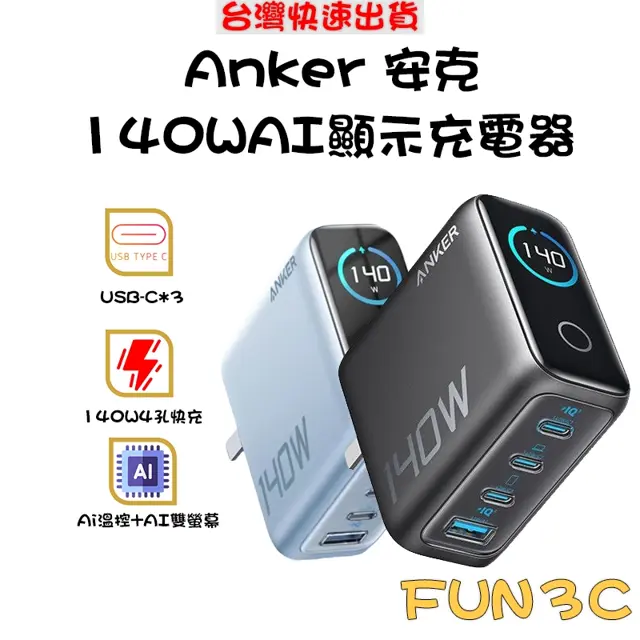 台灣快速出貨
Anker 安克
140WAI顯示充電器
USB TYPE C
USB-C*3
140W4孔快充
AI
Ai溫控+AI雙螢幕
ANKER
140
W
140W
ANKER
140
W
140W
IQ
IQ
FUN3C